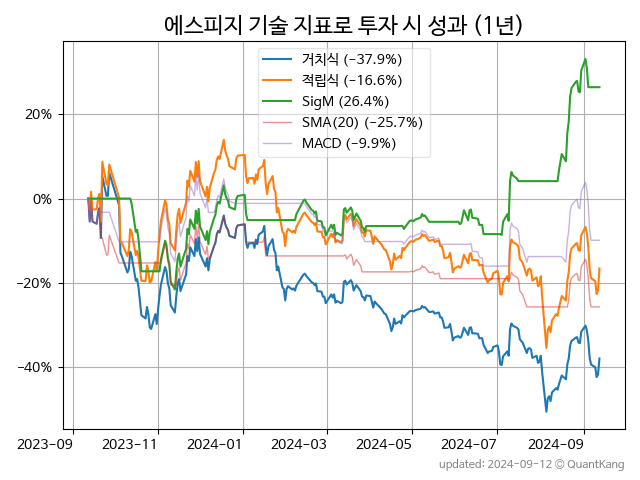 에스피지 기술 지표로 투자 시 성과 (1년)
거치식 (-37.9%)
적립식 (-16.6%)
SigM (26.4%)
SMA(20) (-25.7%)
MACD (-9.9%)
20%
0%
−20%
−40%
2023-09
2023-11
2024-01
2024-03
2024-05
2024-07
2024-09
updated: 2024-09-12 © QuantKang